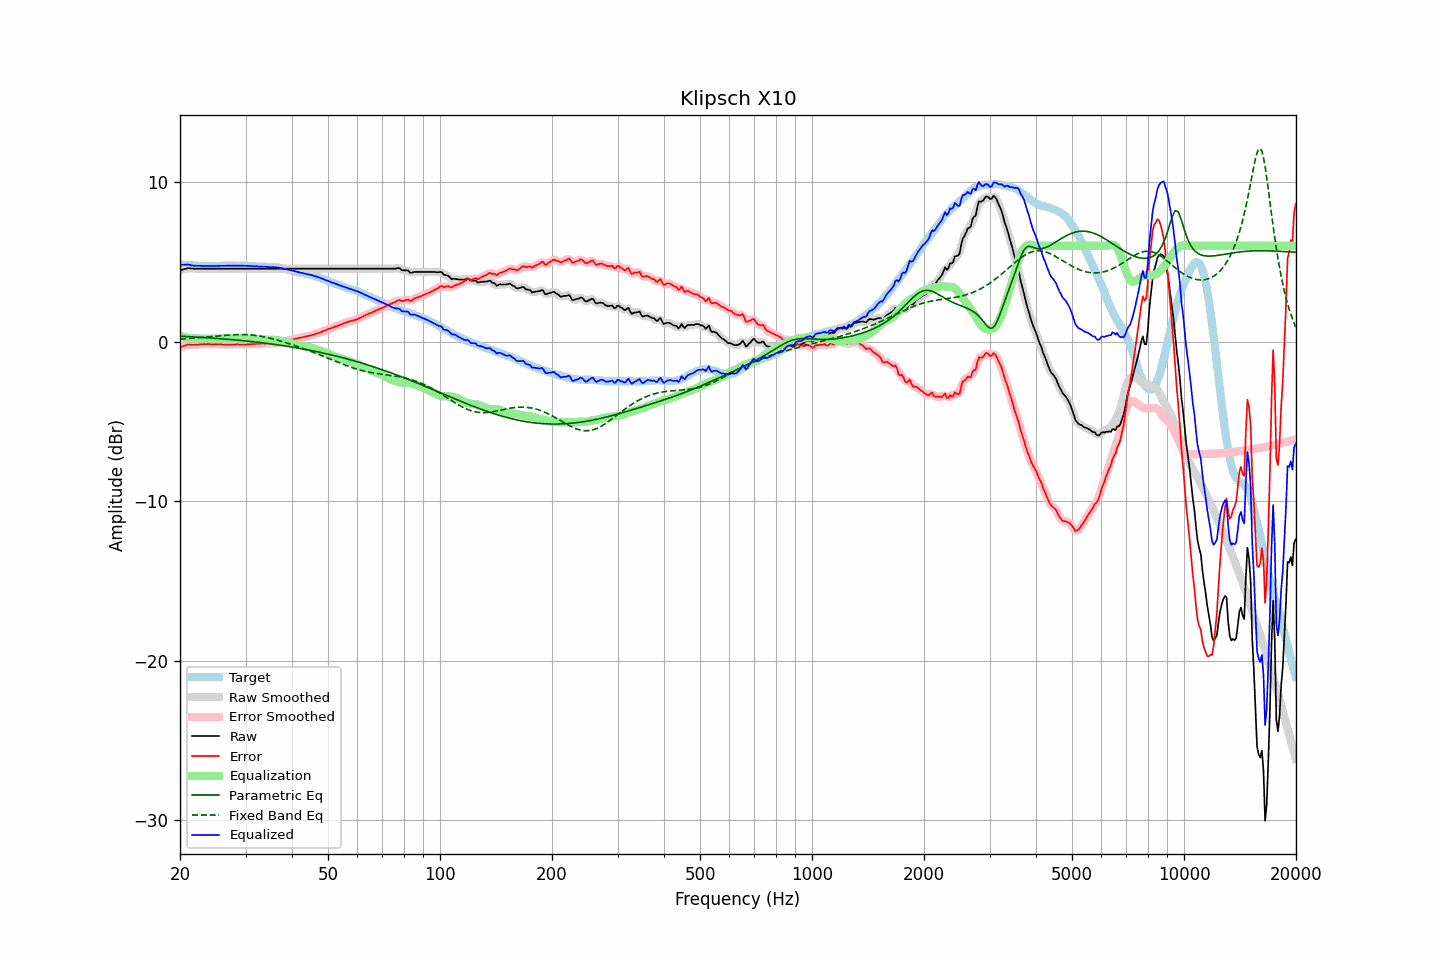 Klipsch X10
Amplitude (dBr)
10
0
−10
−20
−30
Target
Raw Smoothed
Error Smoothed
Raw
Error
Equalization
Parametric Eq
Fixed Band Eq
Equalized
20 50 100 200 500 1000 2000 5000 10000 20000
Frequency (Hz)